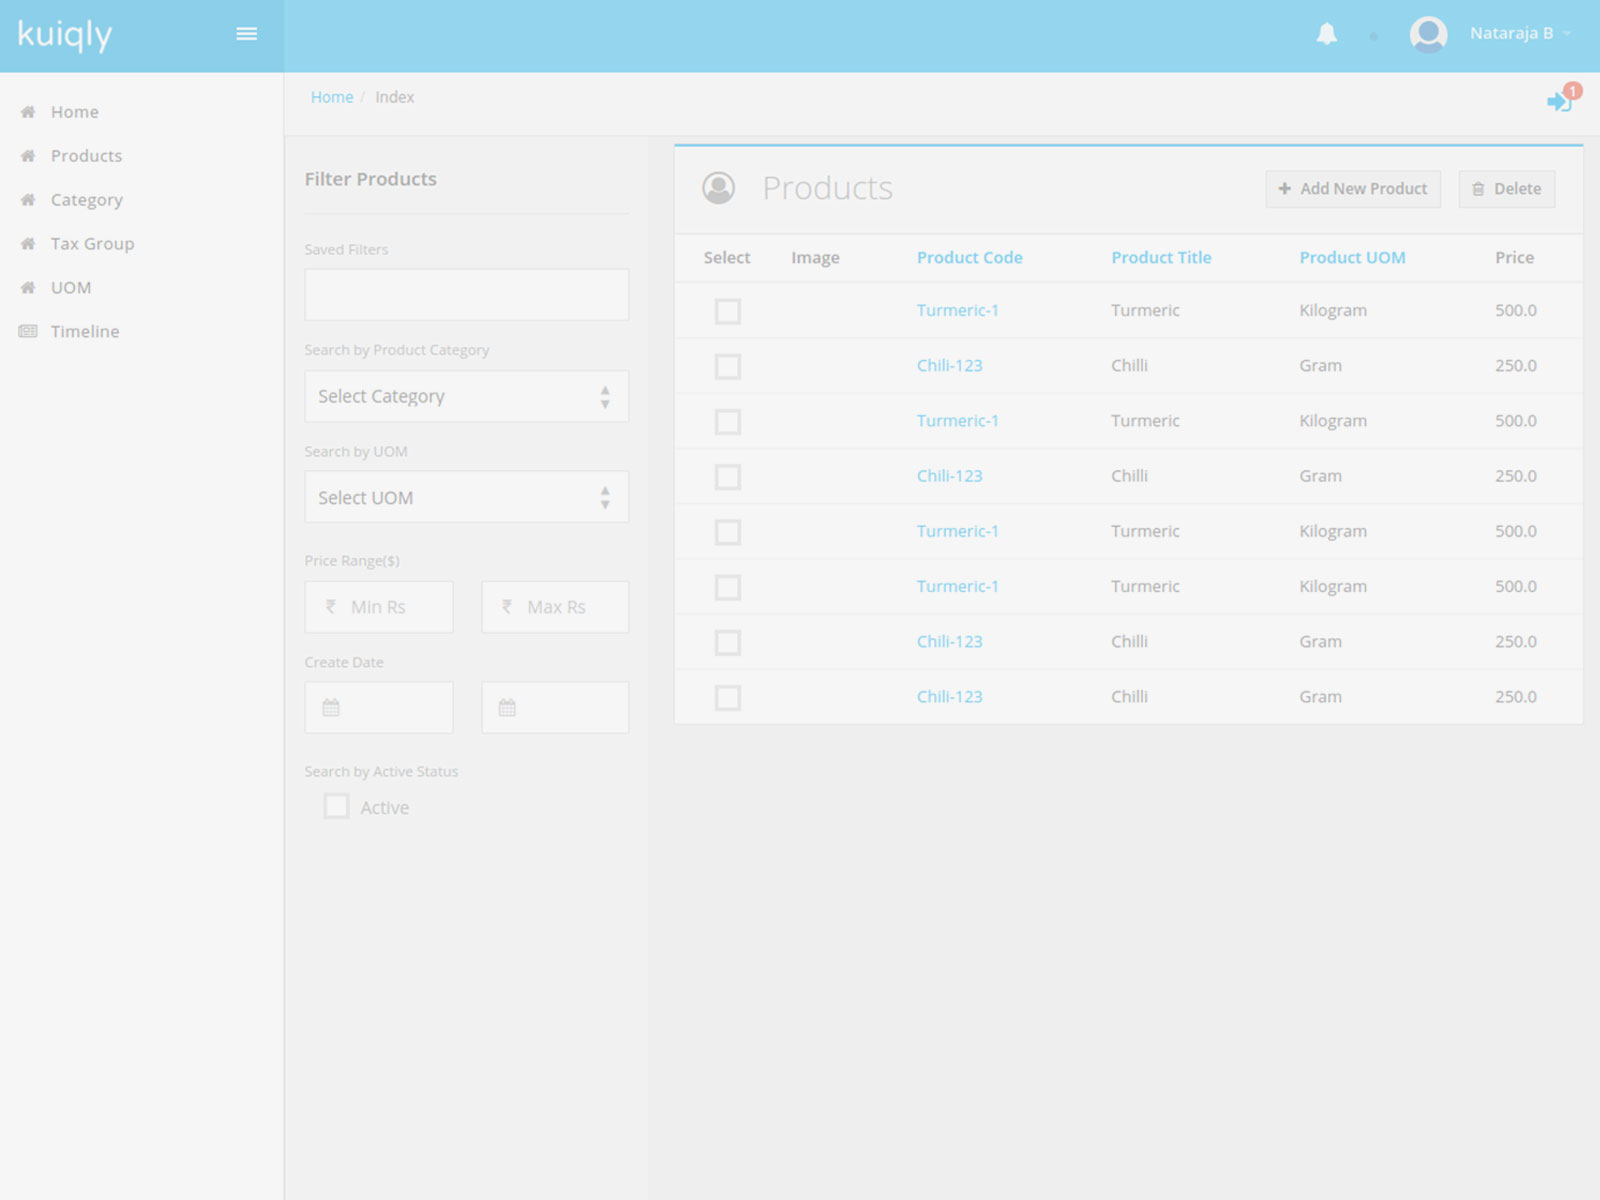 kuiqly
Nataraja B
Home / Index
1
Home
Products
Category
Tax Group
UOM
Timeline
Filter Products
Saved Filters
Search by Product Category
Select Category
Search by UOM
Select UOM
Price Range($)
₹ Min Rs ₹ Max Rs
Create Date
Search by Active Status
Active
Products
+ Add New Product
Delete
Select Image Product Code Product Title Product UOM Price
Turmeric-1 Turmeric Kilogram 500.0
Chili-123 Chilli Gram 250.0
Turmeric-1 Turmeric Kilogram 500.0
Chili-123 Chilli Gram 250.0
Turmeric-1 Turmeric Kilogram 500.0
Turmeric-1 Turmeric Kilogram 500.0
Chili-123 Chilli Gram 250.0
Chili-123 Chilli Gram 250.0